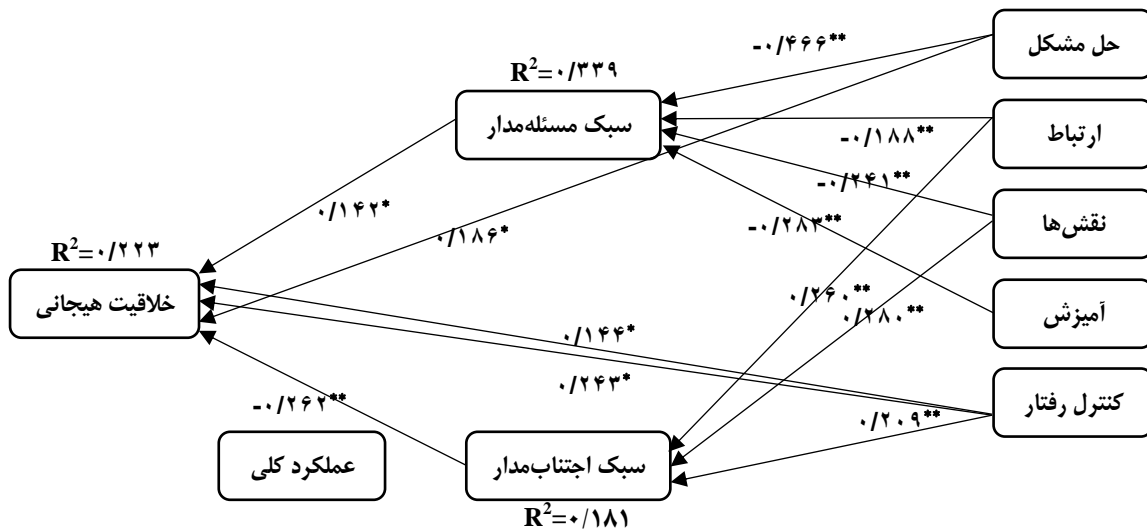 حل مشکل
-۰/۴۶۶**
R²=۰/۳۳۹
سبک مسئله‌مدار
ارتباط
-۰/۱۸۸**
-۰/۲۴۱**
نقش‌ها
۰/۱۴۲*
۰/۱۸۶*
-۰/۲۸۳**
R²=۰/۲۲۳
خلاقیت هیجانی
۰/۲۶۰**
۰/۲۸۰**
آمیزش
۰/۱۴۴*
۰/۲۴۳*
کنترل رفتار
-۰/۲۶۲**
۰/۲۰۹**
عملکرد کلی
سبک اجتناب‌مدار
R²=۰/۱۸۱